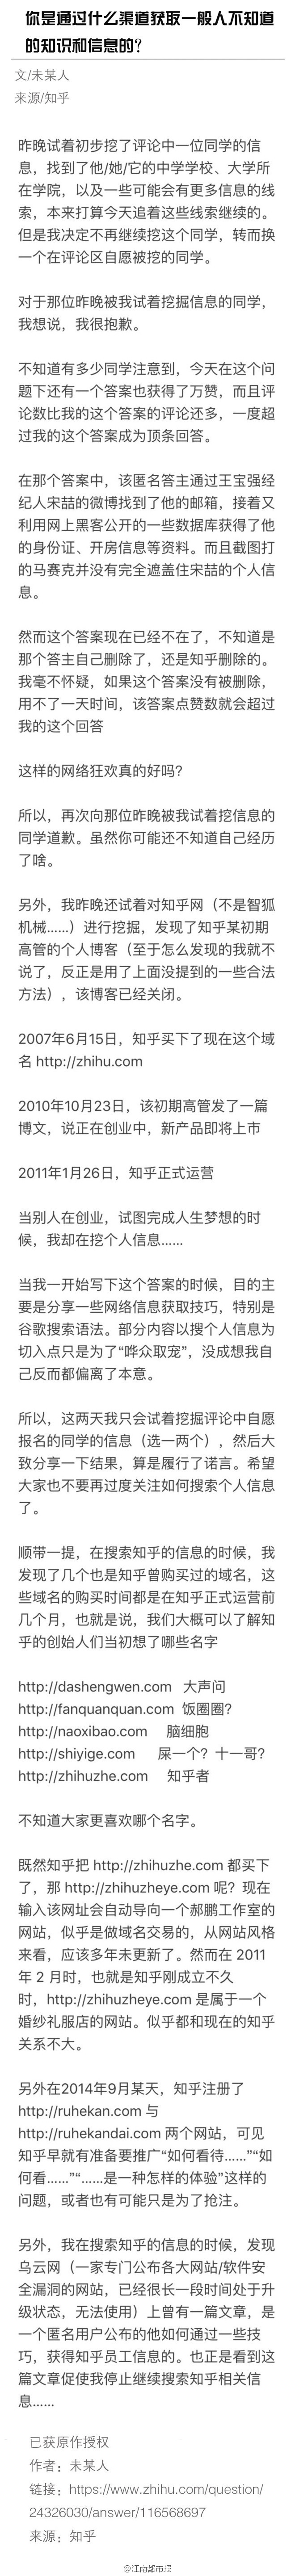 你是通过什么渠道获取一般人不知道
的知识和信息的?
文/未某人
来源/知乎
昨晚试着初步挖了评论中一位同学的信
息，找到了他/她/它的中学学校、大学所
在学院，以及一些可能会有更多信息的线
索，本来打算今天追着这些线索继续的。
但是我决定不再继续挖这个同学，转而换
一个在评论区自愿被挖的同学。
对于那位昨晚被我试着挖掘信息的同学，
我想说，我很抱歉。
不知道有多少同学注意到，今天在这个问
题下还有一个答案也获得了万赞，而且评
论数比我的这个答案的评论还多，一度超
过我的这个答案成为顶条回答。
在那个答案中，该匿名答主通过王宝强经
纪人宋喆的微博找到了他的邮箱，接着又
利用网上黑客公开的一些数据库获得了他
的身份证、开房信息等资料。而且截图打
的马赛克并没有完全遮盖住宋喆的个人信
息。
然而这个答案现在已经不在了，不知道是
那个答主自己删除了，还是知乎删除的。
我毫不怀疑，如果这个答案没有被删除，
用不了一天时间，该答案点赞数就会超过
我的这个回答
这样的网络狂欢真的好吗?
所以，再次向那位昨晚被我试着挖信息的
同学道歉。虽然你可能还不知道自己经历
了啥。
另外，我昨晚还试着对知乎网（不是智狐
机械……）进行挖掘，发现了知乎某初期
高管的个人博客（至于怎么发现的我就不
说了，反正是用了上面没提到的一些合法
方法），该博客已经关闭。
2007年6月15日，知乎买下了现在这个域
名 http://zhihu.com
2010年10月23日，该初期高管发了一篇
博文，说正在创业中，新产品即将上市
2011年1月26日，知乎正式运营
当别人在创业，试图完成人生梦想的时
候，我却在挖个人信息……
当我一开始写下这个答案的时候，目的主
要是分享一些网络信息获取技巧，特别是
谷歌搜索语法。部分内容以搜个人信息为
切入点只是为了“哗众取宠”，没成想我自
己反而都偏离了本意。
所以，这两天我只会试着挖掘评论中自愿
报名的同学的信息（选一两个），然后大
致分享一下结果，算是履行了诺言。希望
大家也不要再过度关注如何搜索个人信息
了。
顺带一提，在搜索知乎的信息的时候，我
发现了几个也是知乎曾购买过的域名，这
些域名的购买时间都是在知乎正式运营前
几个月，也就是说，我们大概可以了解知
乎的创始人们当初想了哪些名字
http://dashengwen.com 大声问
http://fanquanquan.com 饭圈圈？
http://naoxibao.com 脑细胞
http://shiyige.com 屎一个？十一哥？
http://zhihuzhe.com 知乎者
不知道大家更喜欢哪个名字。
既然知乎把 http://zhihuzhe.com 都买下
了，那 http://zhihuzheye.com 呢？现在
输入该网址会自动导向一个郝鹏工作室的
网站，似乎是做域名交易的，从网站风格
来看，应该多年未更新了。然而在 2011
年 2 月时，也就是知乎刚成立不久
时，http://zhihuzheye.com 是属于一个
婚纱礼服店的网站。似乎都和现在的知乎
关系不大。
另外在2014年9月某天，知乎注册了
http://ruhekan.com 与
http://ruhekandai.com 两个网站，可见
知乎早就有准备要推广“如何看待……”“如
何看……”“……是一种怎样的体验”这样的
问题，或者也有可能只是为了抢注。
另外，我在搜索知乎的信息的时候，发现
乌云网（一家专门公布各大网站/软件安
全漏洞的网站，已经很长一段时间处于升
级状态，无法使用）上曾有一篇文章，是
一个匿名用户公布的他如何通过一些技
巧，获得知乎员工信息的。也正是看到这
篇文章促使我停止继续搜索知乎相关信
息……
已获原作授权
作者：未某人
链接：https://www.zhihu.com/question/
24326030/answer/116568697
来源：知乎
@江南都市报